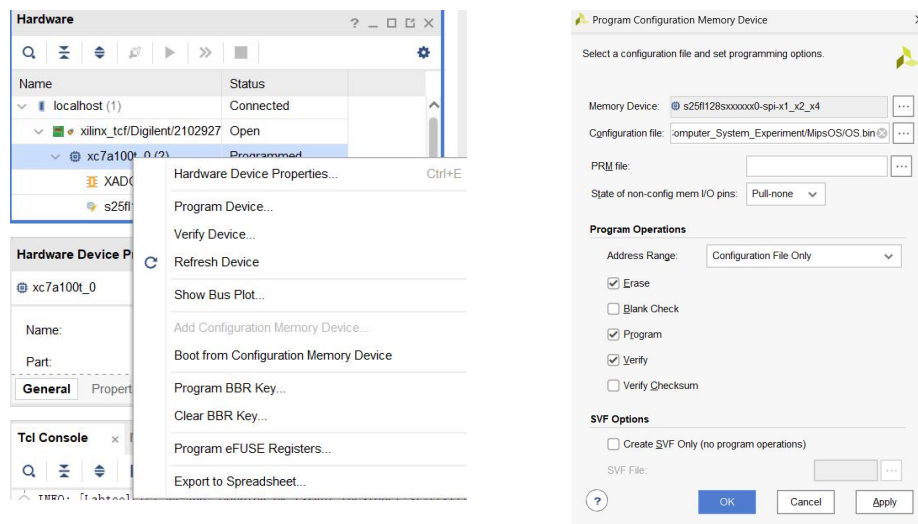 Hardware
? _ □ X
Name Status
localhost (1) Connected
xilinx_tcf/Digilent/2102927 Open
xc7a100t_0 (2) Programmed
XADC
s25fl1
Hardware Device Properties... Ctrl+E
Program Device...
Verify Device...
Refresh Device
Show Bus Plot...
Add Configuration Memory Device...
Boot from Configuration Memory Device
Program BBR Key...
Clear BBR Key...
Program eFUSE Registers...
Export to Spreadsheet...
Hardware Device P
xc7a100t_0
Name:
Part:
General Propert
Tcl Console ×
INFO:
Program Configuration Memory Device
Select a configuration file and set programming options.
Memory Device: s25fl128sxxxxxx0-spi-x1_x2_x4 ...
Configuration file: omputer_System_Experiment/MipsOS/OS.bin ...
PRM file: ...
State of non-config mem I/O pins: Pull-none
Program Operations
Address Range: Configuration File Only
Erase
Blank Check
Program
Verify
Verify Checksum
SVF Options
Create SVF Only (no program operations)
SVF File: ...
? OK Cancel Apply